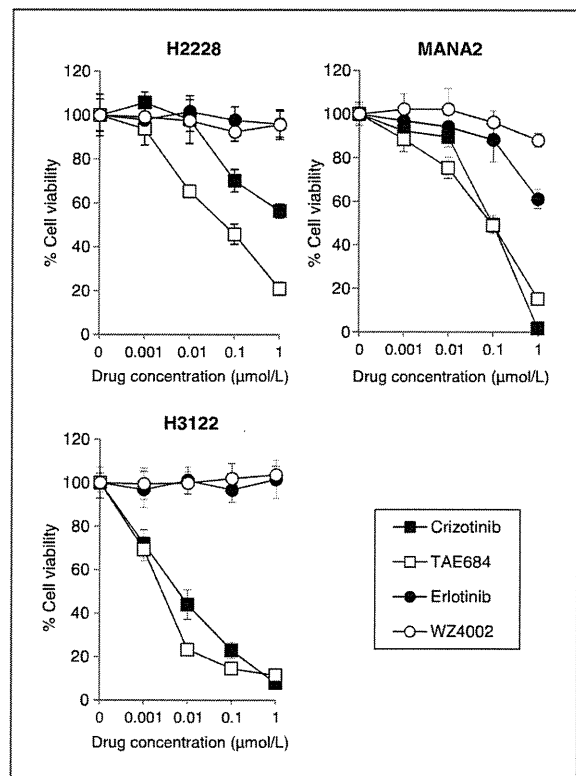 H2228
120
100
80
60
40
20
0
% Cell viability
0 0.001 0.01 0.1 1
Drug concentration (µmol/L)
MANA2
120
100
80
60
40
20
0
% Cell viability
0 0.001 0.01 0.1 1
Drug concentration (µmol/L)
H3122
120
100
80
60
40
20
0
% Cell viability
0 0.001 0.01 0.1 1
Drug concentration (µmol/L)
Crizotinib
TAE684
Erlotinib
WZ4002